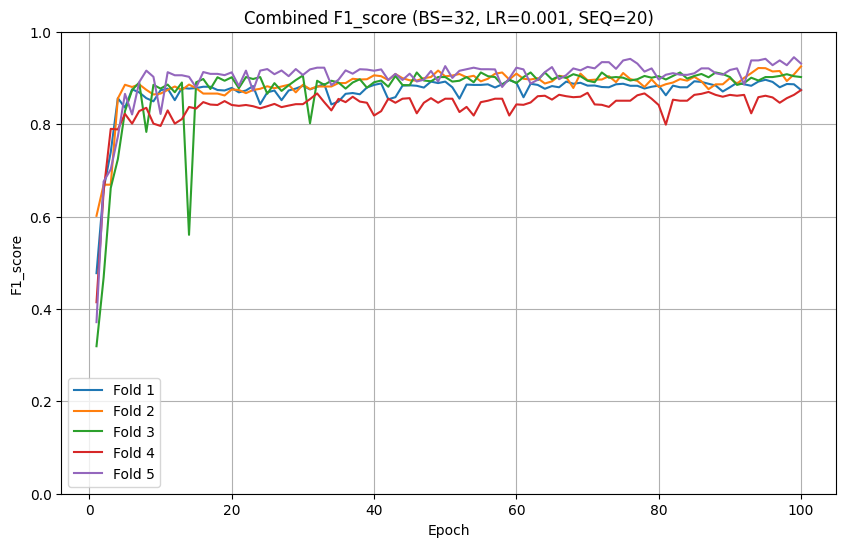 Combined F1_score (BS=32, LR=0.001, SEQ=20)
1.0
0.8
0.6
0.4
0.2
0.0
F1_score
Fold 1
Fold 2
Fold 3
Fold 4
Fold 5
0 20 40 60 80 100
Epoch